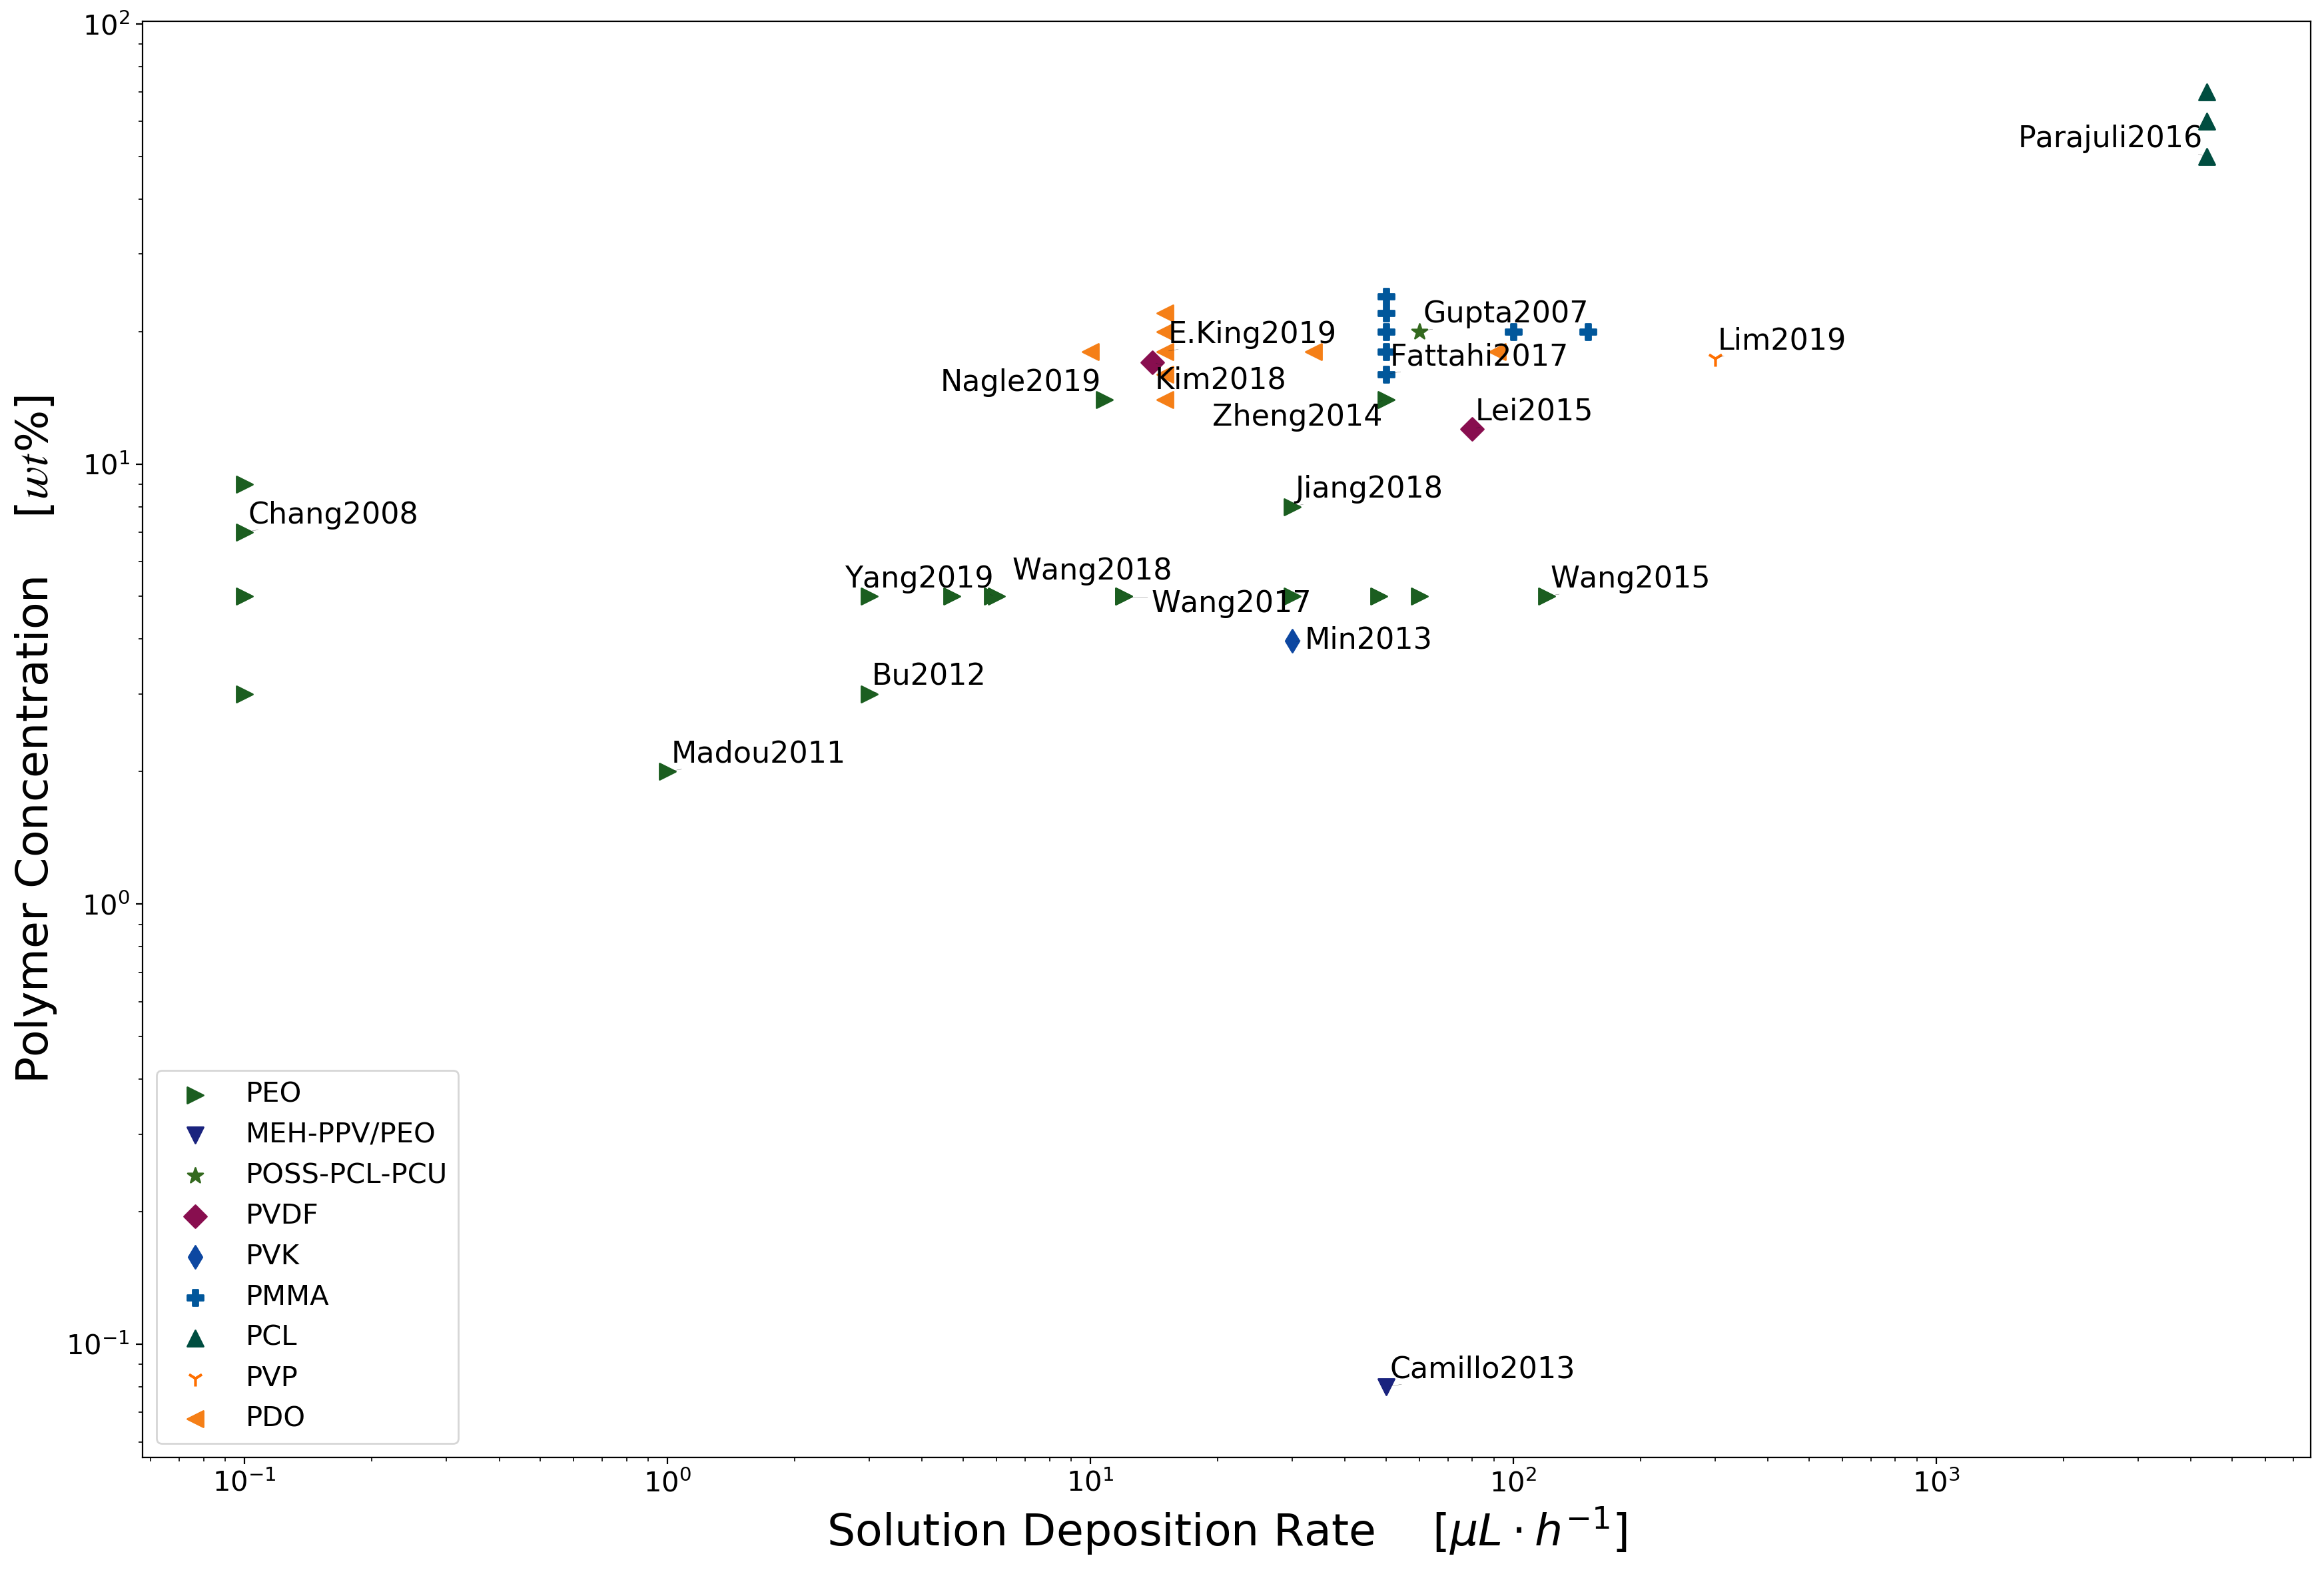 10²
Parajuli2016
Gupta2007
E.King2019
Lim2019
Fattahi2017
Nagle2019
Kim2018
Zheng2014
Lei2015
10¹
Jiang2018
Chang2008
Yang2019
Wang2018
Wang2015
Wang2017
Min2013
Bu2012
Madou2011
10⁰
Polymer Concentration [wt%]
PEO
MEH-PPV/PEO
POSS-PCL-PCU
PVDF
PVK
PMMA
PCL
PVP
PDO
10⁻¹
Camillo2013
10⁻¹ 10⁰ 10¹ 10² 10³
Solution Deposition Rate [μL · h⁻¹]